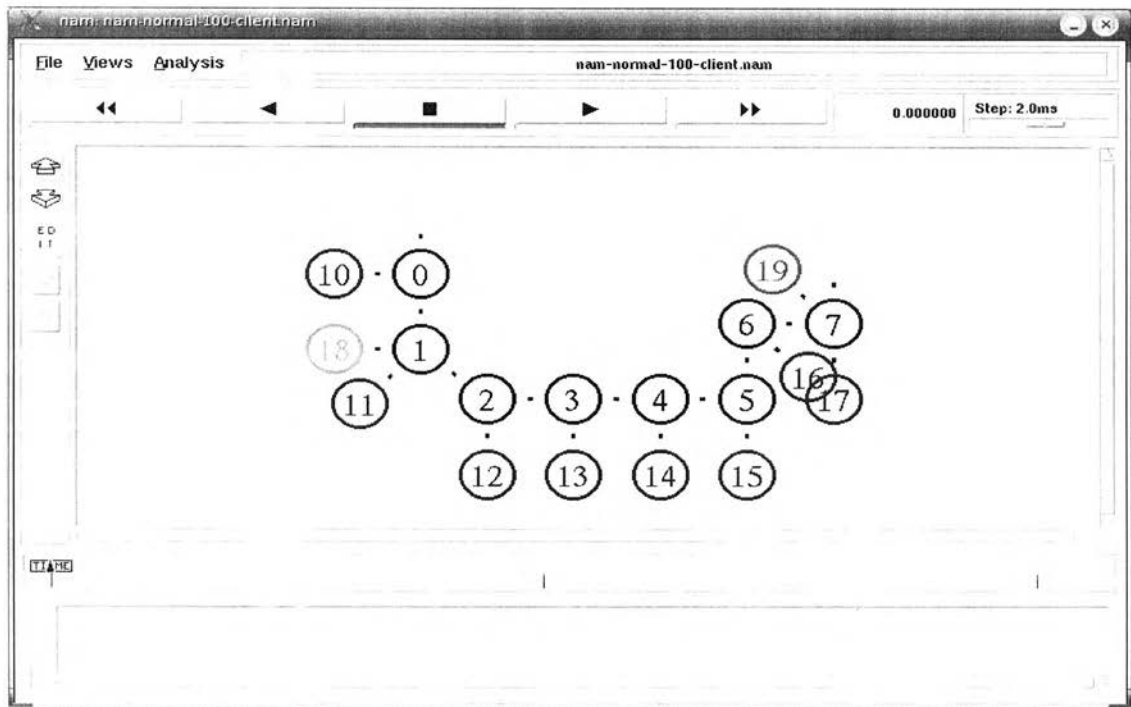 nam: nam-normal-100-client.nam
File Views Analysis nam-normal-100-client.nam
0.000000 Step: 2.0ms
ED
IT
10 0 19
6 7
18 1
16
11 2 3 4 5 17
12 13 14 15
TIME